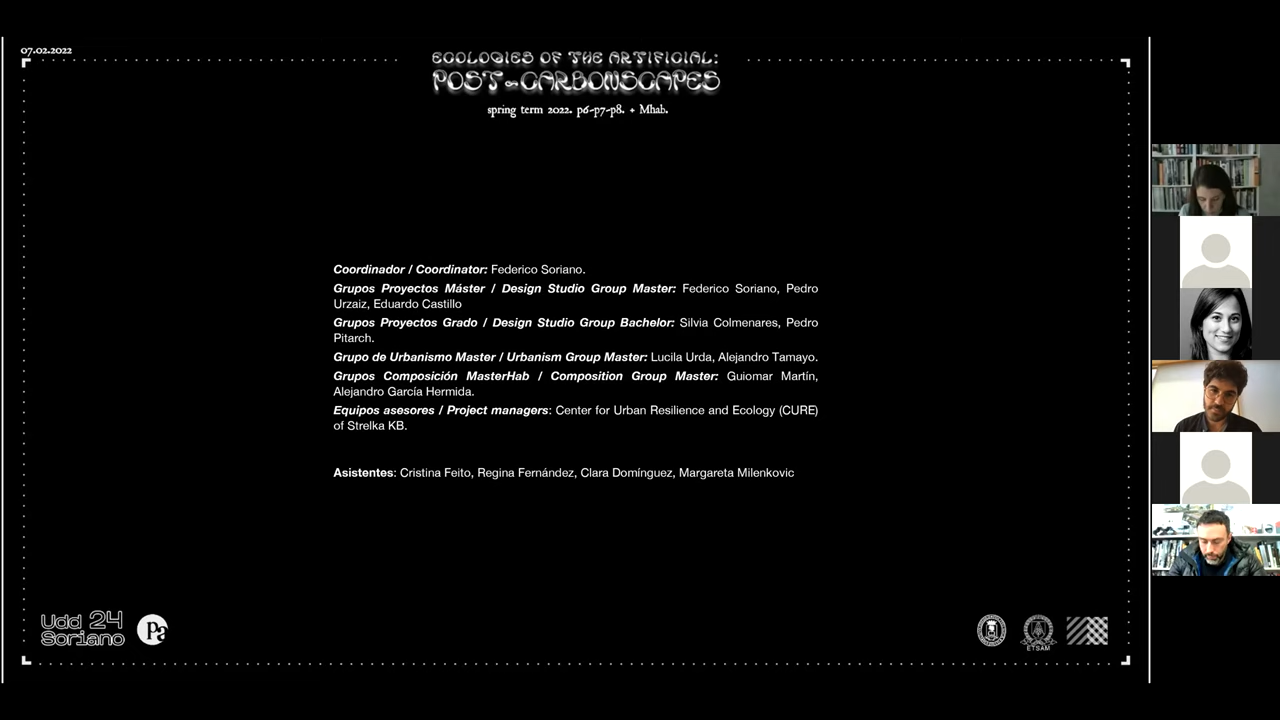 07.02.2022
ECOLOGIES OF THE ARTIFICIAL:
POST-CARBONSCAPES
spring term 2022. p6-p7-p8. + Mhab.
Coordinador / Coordinator: Federico Soriano.
Grupos Proyectos Máster / Design Studio Group Master: Federico Soriano, Pedro
Urzaiz, Eduardo Castillo
Grupos Proyectos Grado / Design Studio Group Bachelor: Silvia Colmenares, Pedro
Pitarch.
Grupo de Urbanismo Master / Urbanism Group Master: Lucila Urda, Alejandro Tamayo.
Grupos Composición MasterHab / Composition Group Master: Guiomar Martín,
Alejandro García Hermida.
Equipos asesores / Project managers: Center for Urban Resilience and Ecology (CURE)
of Strelka KB.
Asistentes: Cristina Feito, Regina Fernández, Clara Domínguez, Margareta Milenkovic
Udd 24
Soriano
Pa
ETSAM